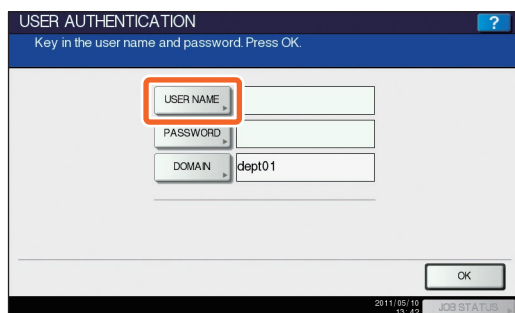 USER AUTHENTICATION
?
Key in the user name and password. Press OK.
USER NAME
PASSWORD
DOMAIN dept01
OK
2011/05/10
13:42
JOB STATUS